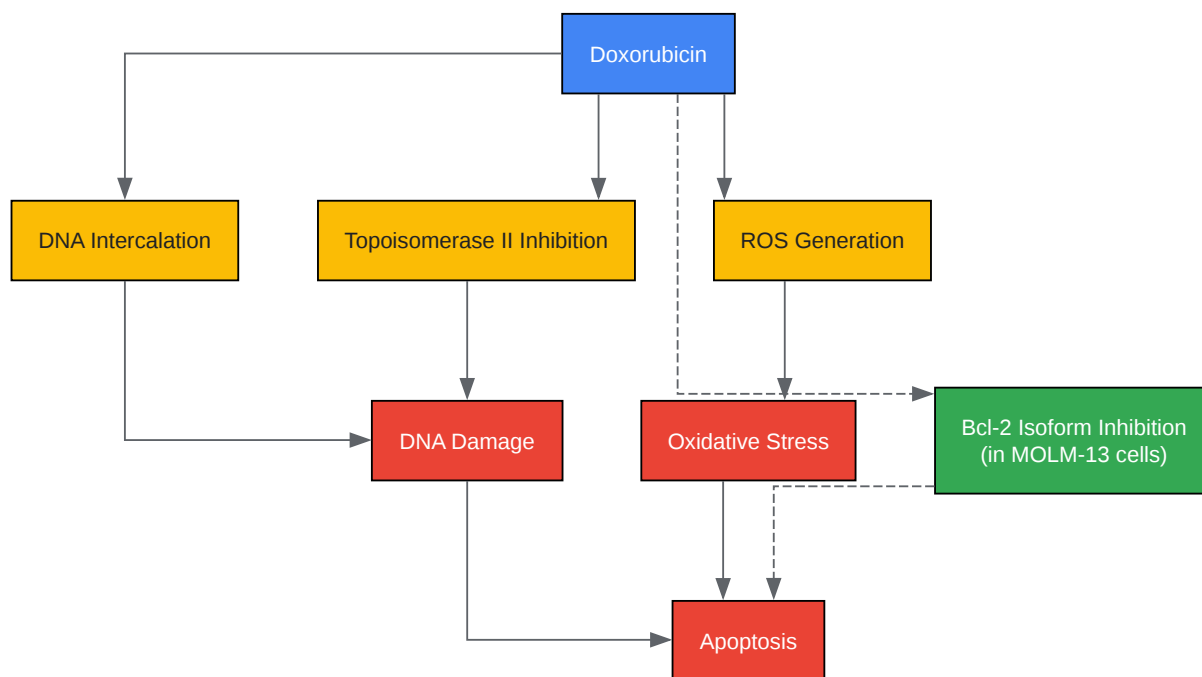 Doxorubicin
DNA Intercalation
Topoisomerase II Inhibition
ROS Generation
DNA Damage
Oxidative Stress
Bcl-2 Isoform Inhibition
(in MOLM-13 cells)
Apoptosis